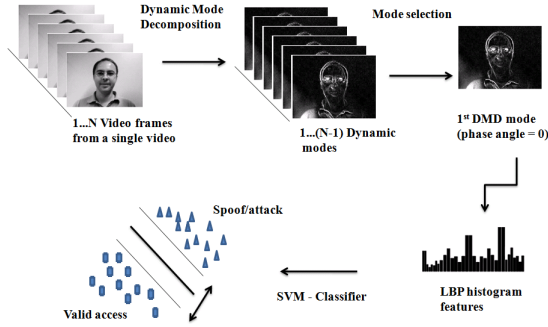 Dynamic Mode
Decomposition
Mode selection
1...N Video frames
from a single video
1...(N-1) Dynamic
modes
1st DMD mode
(phase angle = 0)
Spoof/attack
Valid access
SVM - Classifier
LBP histogram
features